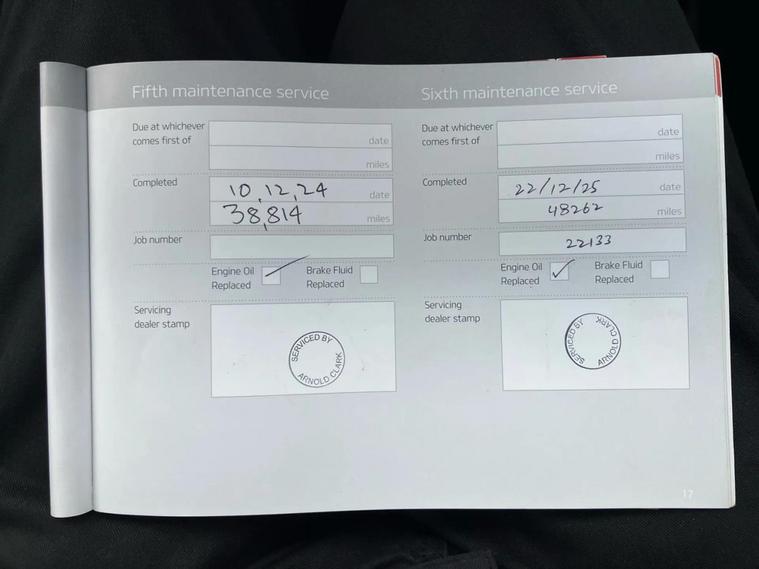 Fifth maintenance service
Due at whichever
comes first of
date
miles
Completed
10,12,24 date
38,814 miles
Job number
Engine Oil
Replaced
Brake Fluid
Replaced
Servicing
dealer stamp
SERVICED BY
ARNOLD CLARK
Sixth maintenance service
Due at whichever
comes first of
date
miles
Completed
22/12/25 date
48262 miles
Job number
22133
Engine Oil
Replaced
Brake Fluid
Replaced
Servicing
dealer stamp
SERVICED BY
ARNOLD CLARK
17